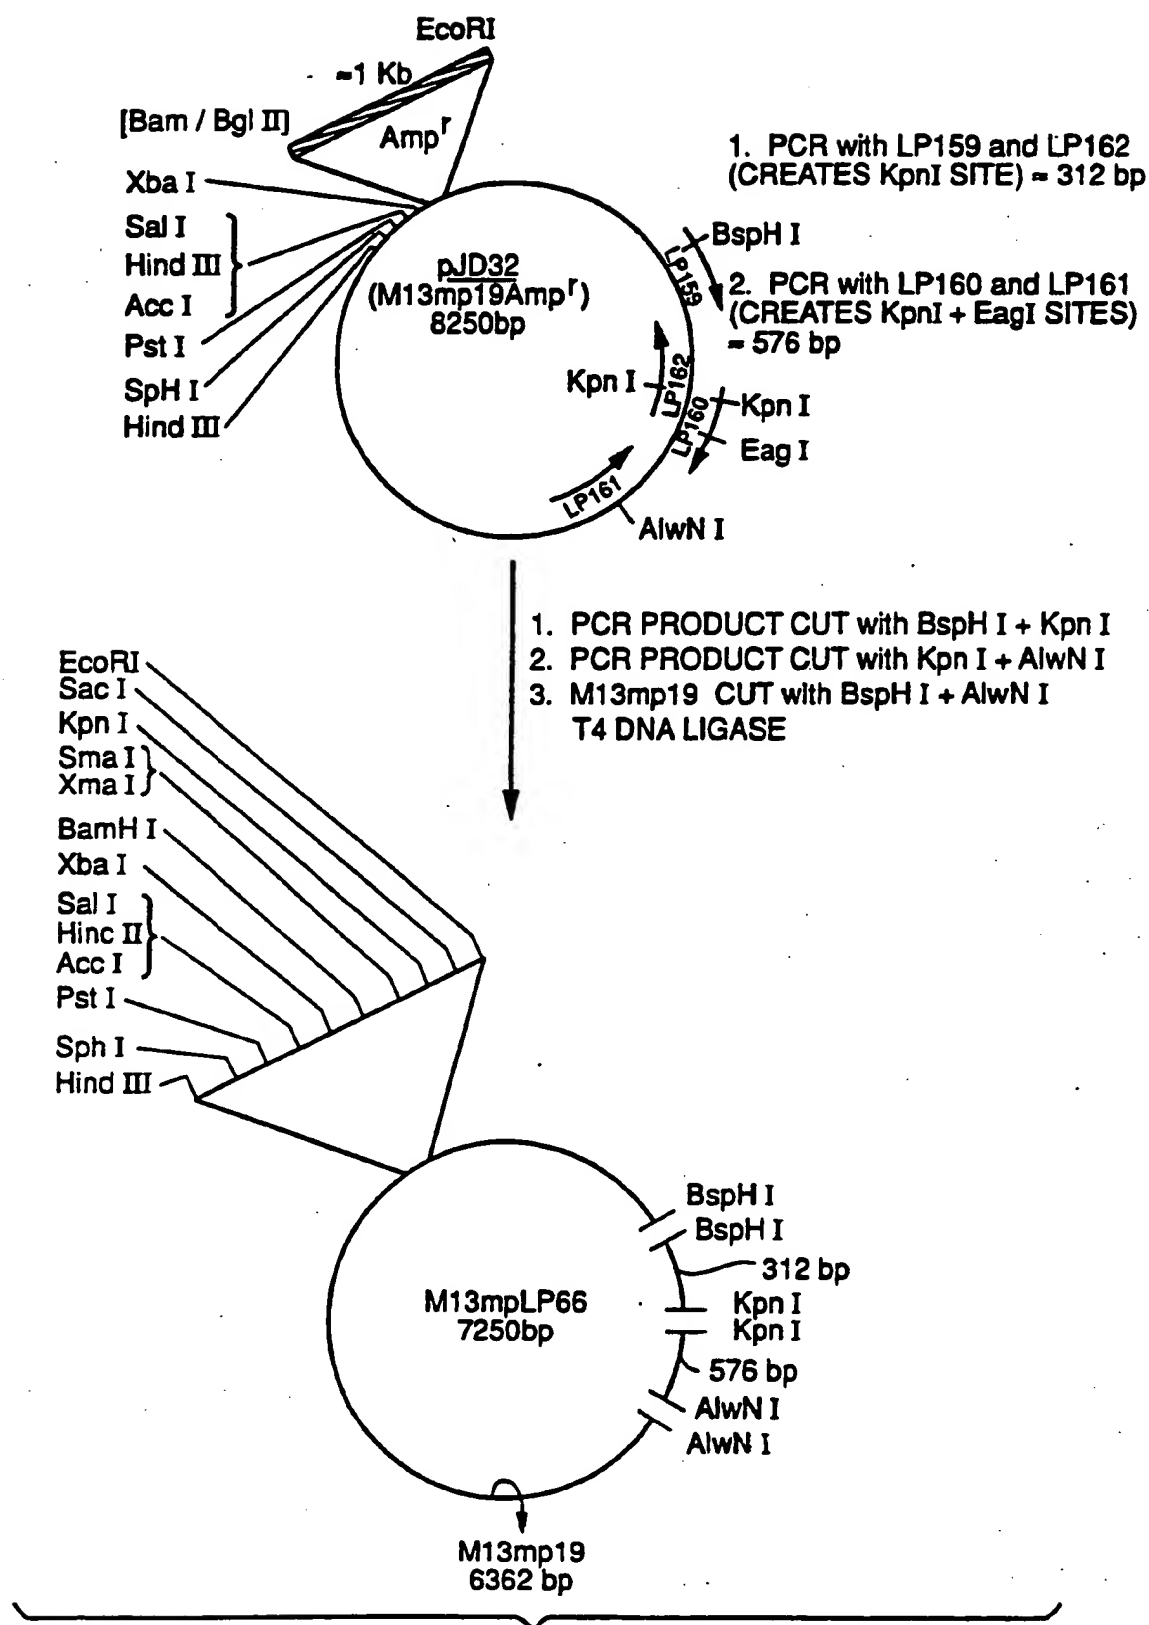 EcoRI
≈1 Kb
[Bam / Bgl II]
Ampr
Xba I
Sal I
Hind III
Acc I
Pst I
SpH I
Hind III
pJD32
(M13mp19Ampr)
8250bp
1. PCR with LP159 and LP162
(CREATES KpnI SITE) ≈ 312 bp
BspH I
LP159
2. PCR with LP160 and LP161
(CREATES KpnI + EagI SITES)
≈ 576 bp
Kpn I
LP162
LP160
Kpn I
Eag I
LP161
AlwN I
1. PCR PRODUCT CUT with BspH I + Kpn I
2. PCR PRODUCT CUT with Kpn I + AlwN I
3. M13mp19 CUT with BspH I + AlwN I
T4 DNA LIGASE
EcoRI
Sac I
Kpn I
Sma I
Xma I
BamH I
Xba I
Sal I
Hinc II
Acc I
Pst I
Sph I
Hind III
BspH I
BspH I
312 bp
M13mpLP66
7250bp
Kpn I
Kpn I
576 bp
AlwN I
AlwN I
M13mp19
6362 bp